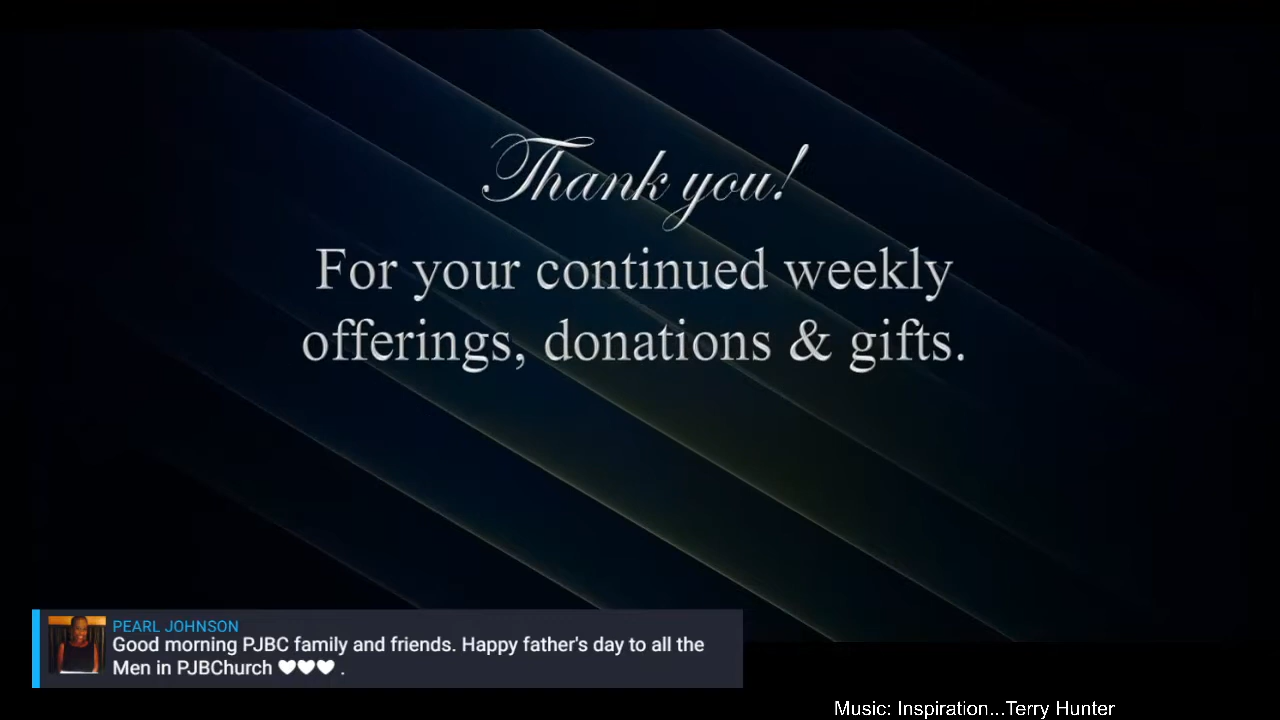 Thank you!
For your continued weekly
offerings, donations & gifts.
PEARL JOHNSON
Good morning PJBC family and friends. Happy father's day to all the
Men in PJBChurch 🤍🤍🤍 .
Music: Inspiration...Terry Hunter